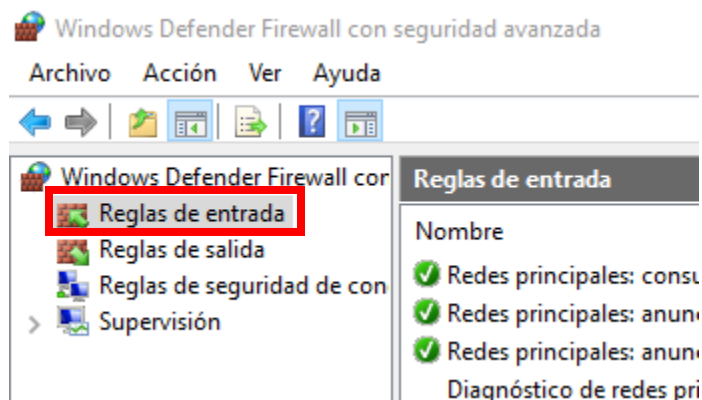 Windows Defender Firewall con seguridad avanzada
Archivo Acción Ver Ayuda
Windows Defender Firewall con
Reglas de entrada
Reglas de salida
Reglas de seguridad de con
Supervisión
Reglas de entrada
Nombre
Redes principales: consu
Redes principales: anun
Redes principales: anun
Diagnóstico de redes pri